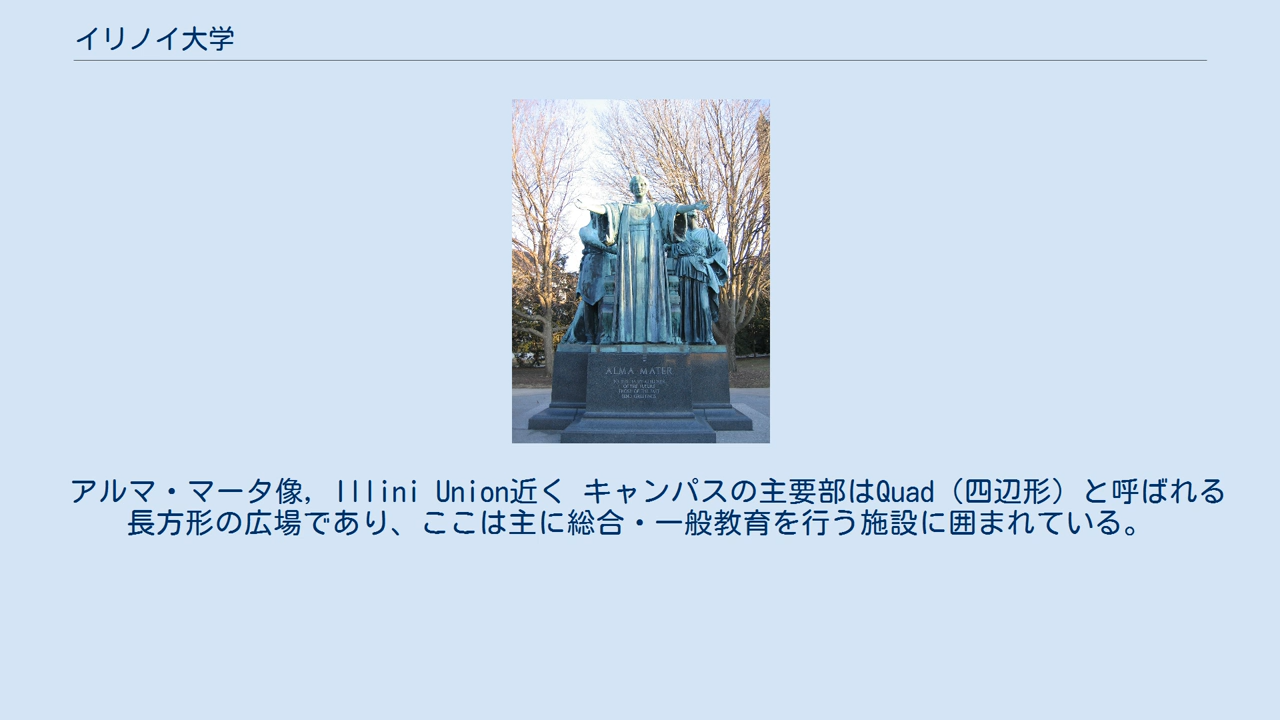 イリノイ大学
ALMA MATER
アルマ・マータ像, Illini Union近く キャンパスの主要部はQuad（四辺形）と呼ばれる
長方形の広場であり、ここは主に総合・一般教育を行う施設に囲まれている。